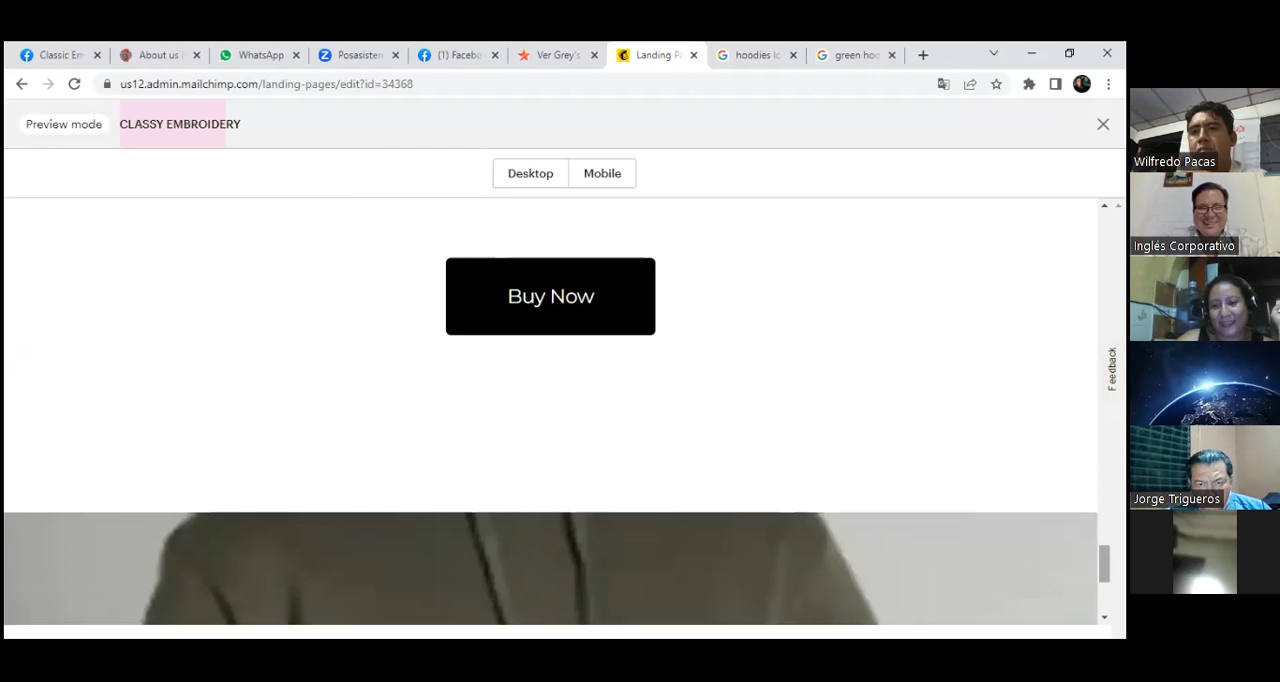 Classic Em
About us
WhatsApp
Posasisten
(1) Facebo
Ver Grey's
Landing Pa
hoodies lo
green hoo
us12.admin.mailchimp.com/landing-pages/edit?id=34368
Preview mode
CLASSY EMBROIDERY
Desktop
Mobile
Buy Now
Feedback
Wilfredo Pacas
Inglés Corporativo
Jorge Trigueros